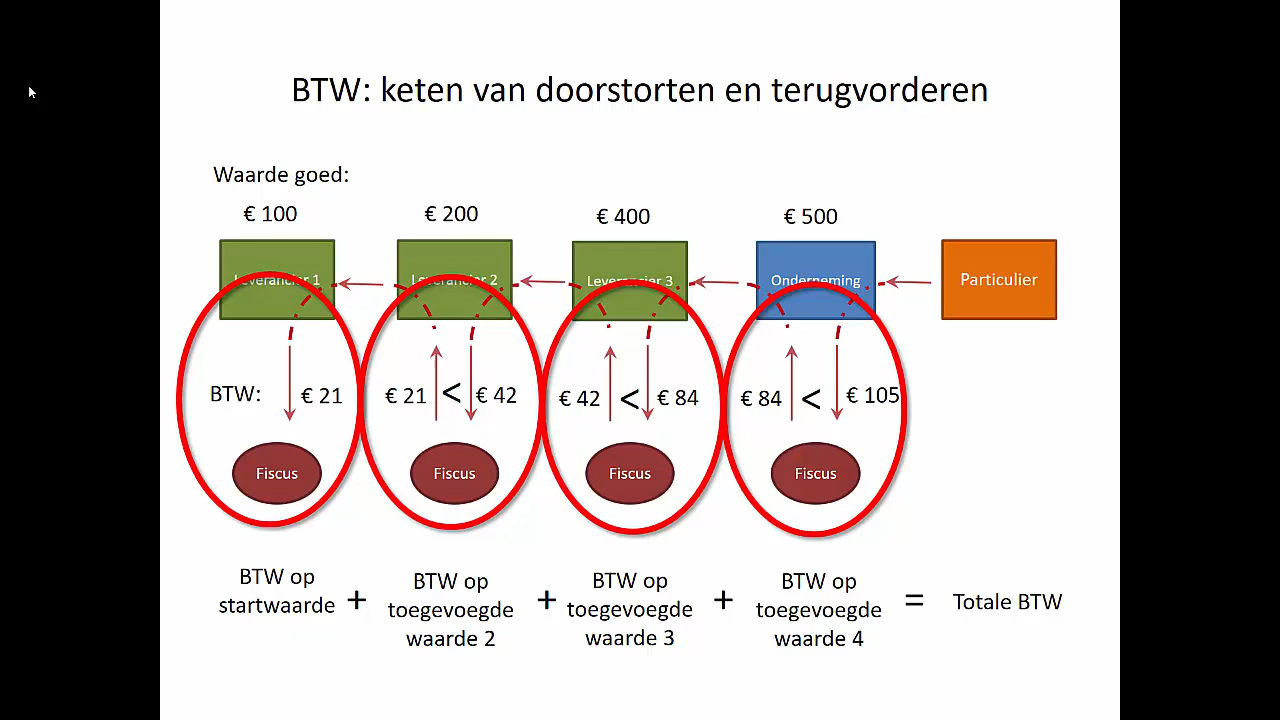 BTW: keten van doorstorten en terugvorderen
Waarde goed:
€ 100
€ 200
€ 400
€ 500
Leverancier 1
Leverancier 2
Leverancier 3
Onderneming
Particulier
BTW:
€ 21
€ 21
<
€ 42
€ 42
<
€ 84
€ 84
<
€ 105
Fiscus
Fiscus
Fiscus
Fiscus
BTW op
startwaarde
+
BTW op
toegevoegde
waarde 2
+
BTW op
toegevoegde
waarde 3
+
BTW op
toegevoegde
waarde 4
=
Totale BTW